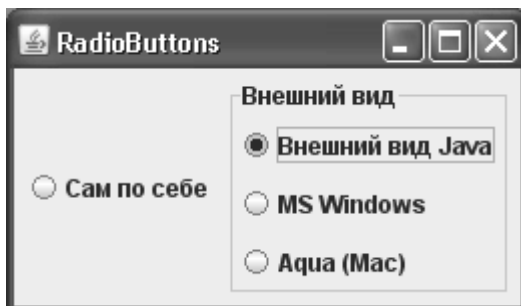 RadioButtons
Сам по себе
Внешний вид
Внешний вид Java
MS Windows
Aqua (Mac)